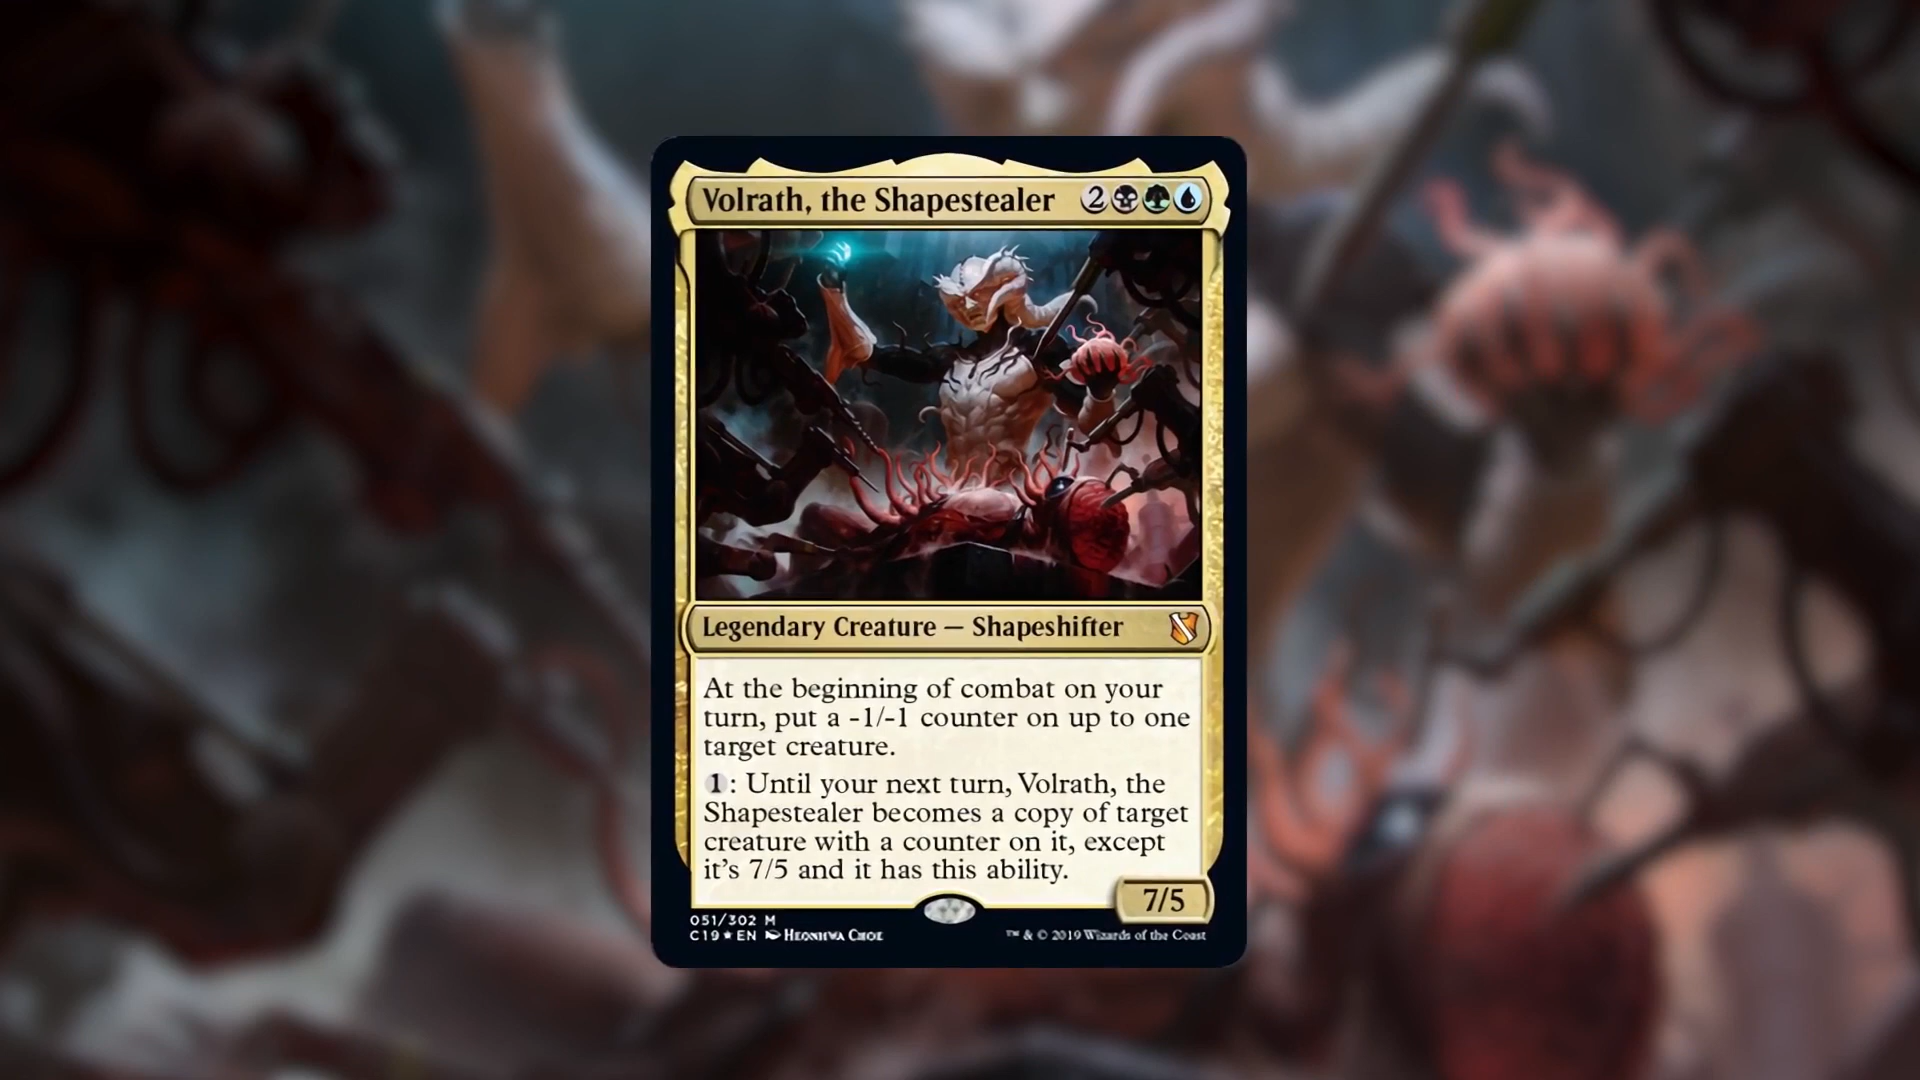 Volrath, the Shapestealer 2
Legendary Creature — Shapeshifter
At the beginning of combat on your
turn, put a -1/-1 counter on up to one
target creature.
1: Until your next turn, Volrath, the
Shapestealer becomes a copy of target
creature with a counter on it, except
it's 7/5 and it has this ability.
7/5
051/302 M
C19★EN Heonhwa Choe
™ & © 2019 Wizards of the Coast